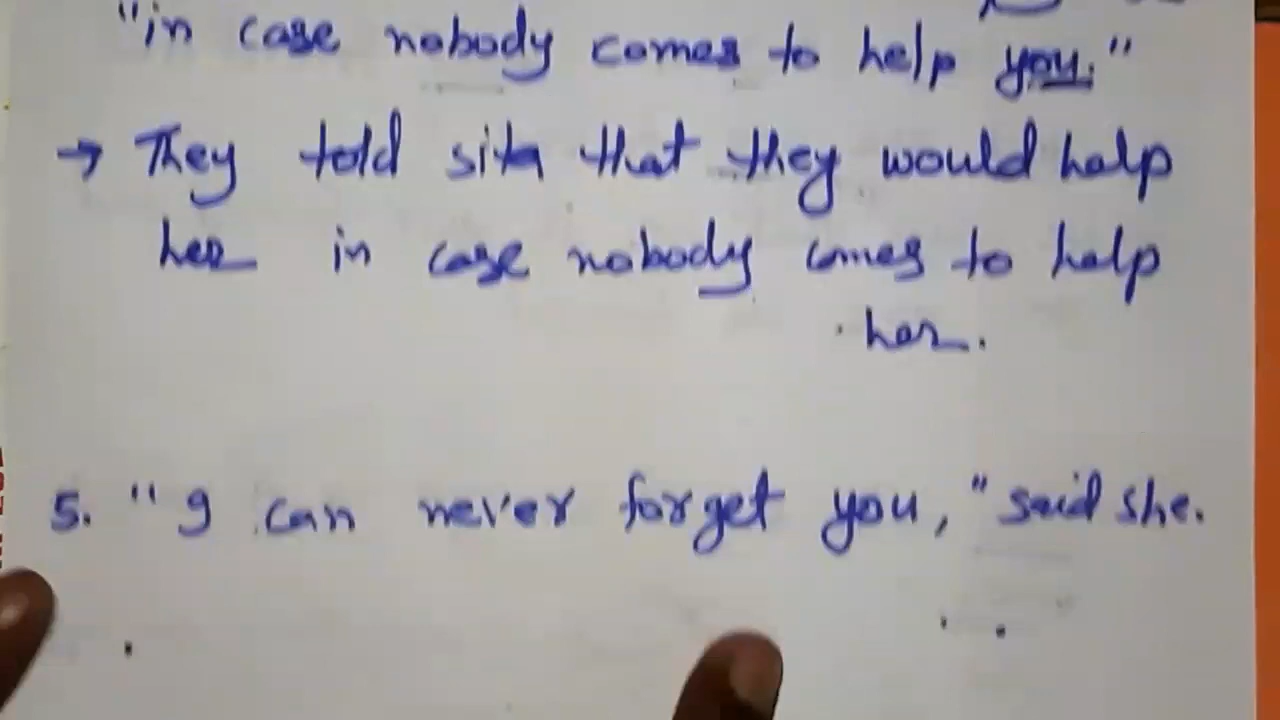 "in case nobody comes to help you."
→ They told sita that they would help
her in case nobody comes to help
her.
5. "I can never forget you," said she.